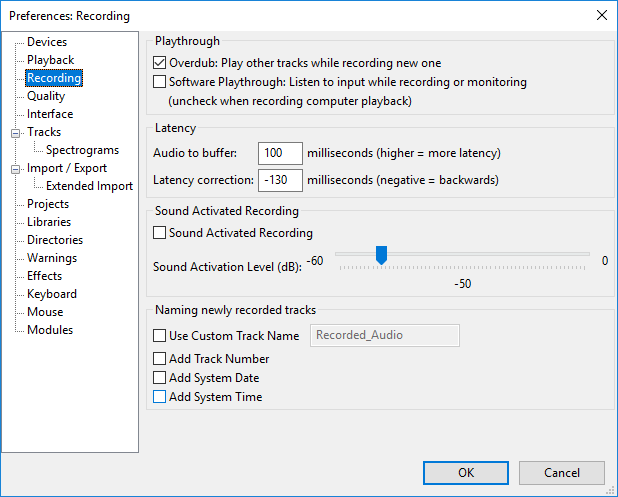 Preferences: Recording
Devices
Playback
Recording
Quality
Interface
Tracks
Spectrograms
Import / Export
Extended Import
Projects
Libraries
Directories
Warnings
Effects
Keyboard
Mouse
Modules
Playthrough
Overdub: Play other tracks while recording new one
Software Playthrough: Listen to input while recording or monitoring
(uncheck when recording computer playback)
Latency
Audio to buffer: 100 milliseconds (higher = more latency)
Latency correction: -130 milliseconds (negative = backwards)
Sound Activated Recording
Sound Activated Recording
Sound Activation Level (dB): -60 0
-50
Naming newly recorded tracks
Use Custom Track Name Recorded_Audio
Add Track Number
Add System Date
Add System Time
OK Cancel